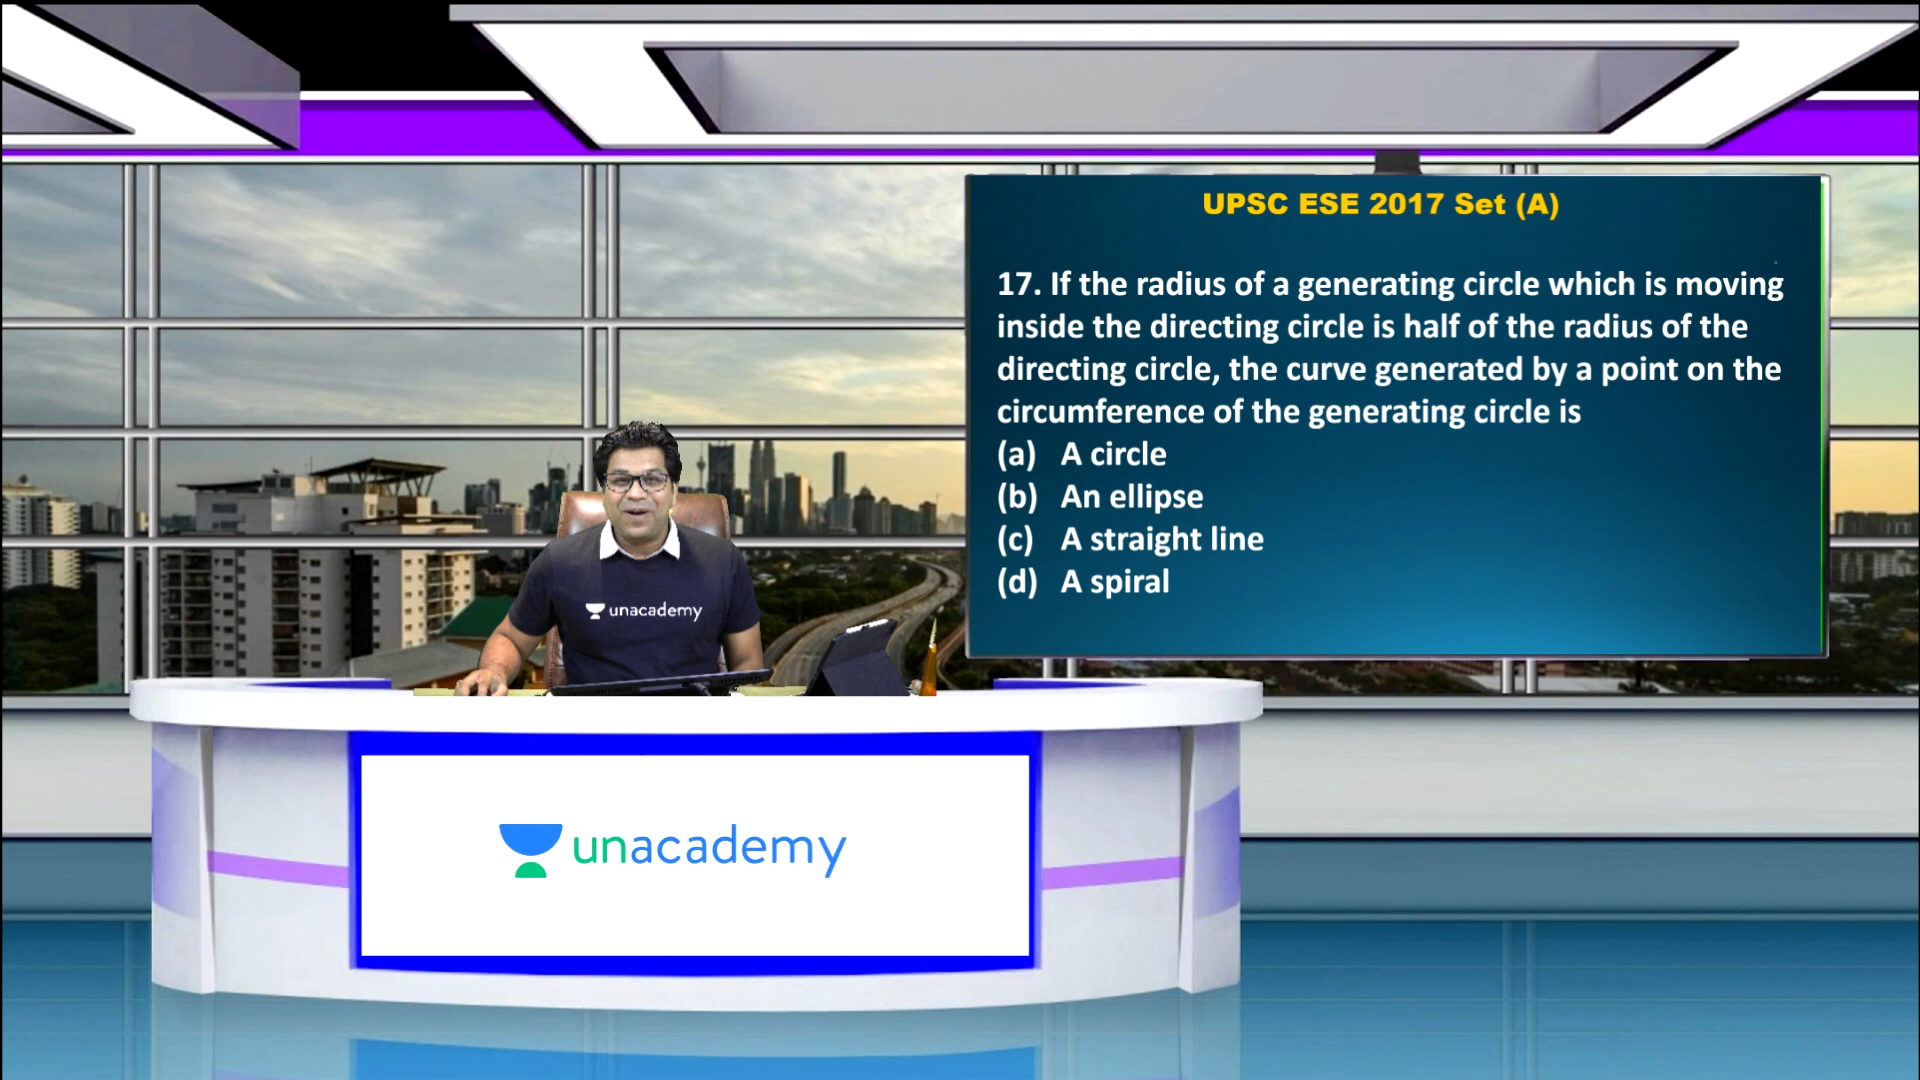 UPSC ESE 2017 Set (A)
17. If the radius of a generating circle which is moving
inside the directing circle is half of the radius of the
directing circle, the curve generated by a point on the
circumference of the generating circle is
(a) A circle
(b) An ellipse
(c) A straight line
(d) A spiral
unacademy
unacademy